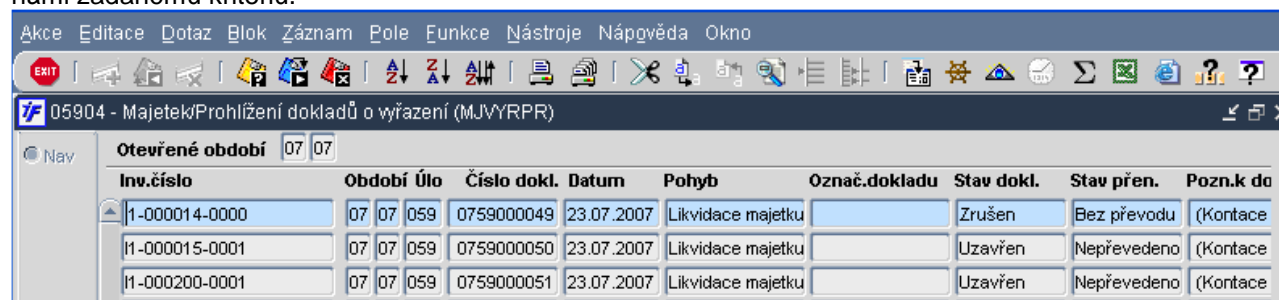 námi zadanému kritériu.
Akce Editace Dotaz Blok Záznam Pole Funkce Nástroje Nápověda Okno
EXIT
05904 - Majetek/Prohlížení dokladů o vyřazení (MJVYRPR)
Nav Otevřené období 07 07
Inv.číslo Období Úlo Číslo dokl. Datum Pohyb Označ.dokladu Stav dokl. Stav přen. Pozn.k do
I1-000014-0000 07 07 059 0759000049 23.07.2007 Likvidace majetku Zrušen Bez převodu (Kontace
I1-000015-0001 07 07 059 0759000050 23.07.2007 Likvidace majetku Uzavřen Nepřevedeno (Kontace
I1-000200-0001 07 07 059 0759000051 23.07.2007 Likvidace majetku Uzavřen Nepřevedeno (Kontace